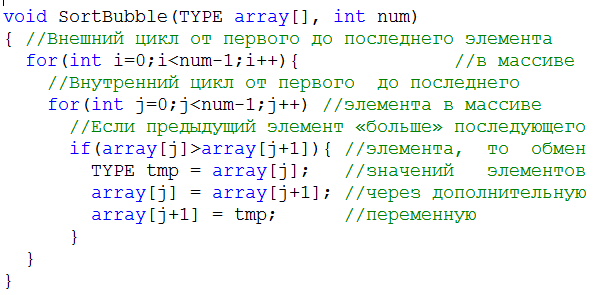 void SortBubble(TYPE array[], int num)
{ //Внешний цикл от первого до последнего элемента
for(int i=0;i<num-1;i++){ //в массиве
//Внутренний цикл от первого до последнего
for(int j=0;j<num-1;j++) //элемента в массиве
//Если предыдущий элемент «больше» последующего
if(array[j]>array[j+1]){ //элемента, то обмен
TYPE tmp = array[j]; //значений элементов
array[j] = array[j+1]; //через дополнительную
array[j+1] = tmp; //переменную
}
}
}